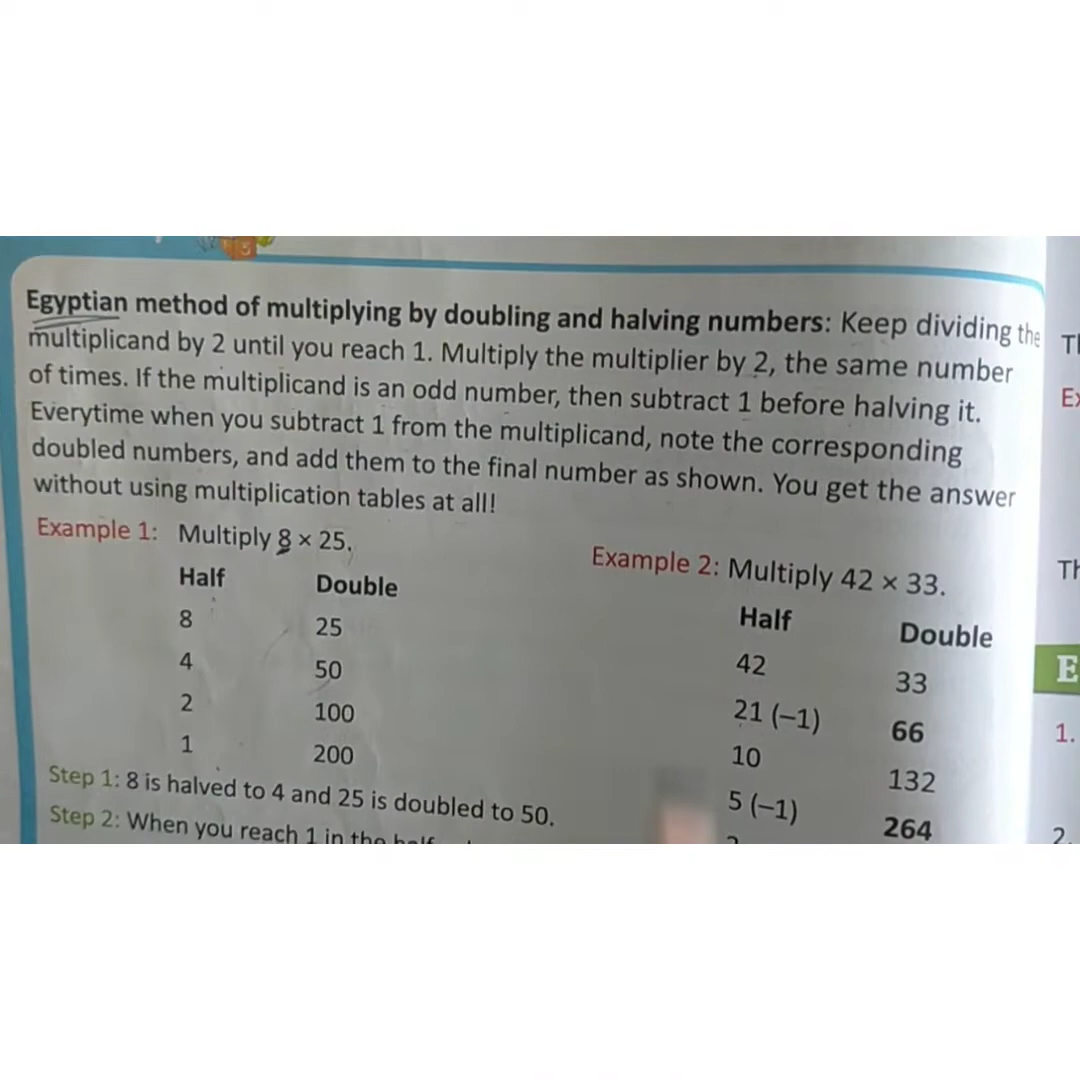 Egyptian method of multiplying by doubling and halving numbers: Keep dividing the
multiplicand by 2 until you reach 1. Multiply the multiplier by 2, the same number
of times. If the multiplicand is an odd number, then subtract 1 before halving it.
Everytime when you subtract 1 from the multiplicand, note the corresponding
doubled numbers, and add them to the final number as shown. You get the answer
without using multiplication tables at all!
Example 1: Multiply 8 × 25.
Half Double
8 25
4 50
2 100
1 200
Step 1: 8 is halved to 4 and 25 is doubled to 50.
Step 2: When you reach 1 in the half
Example 2: Multiply 42 × 33.
Half Double
42 33
21 (–1) 66
10 132
5 (–1) 264
E
1.
2.